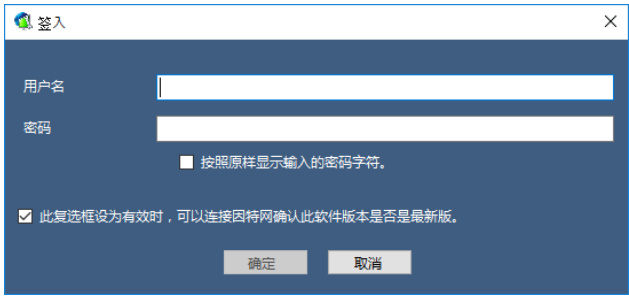 签入
用户名
密码
按照原样显示输入的密码字符。
此复选框设为有效时，可以连接因特网确认此软件版本是否是最新版。
确定
取消